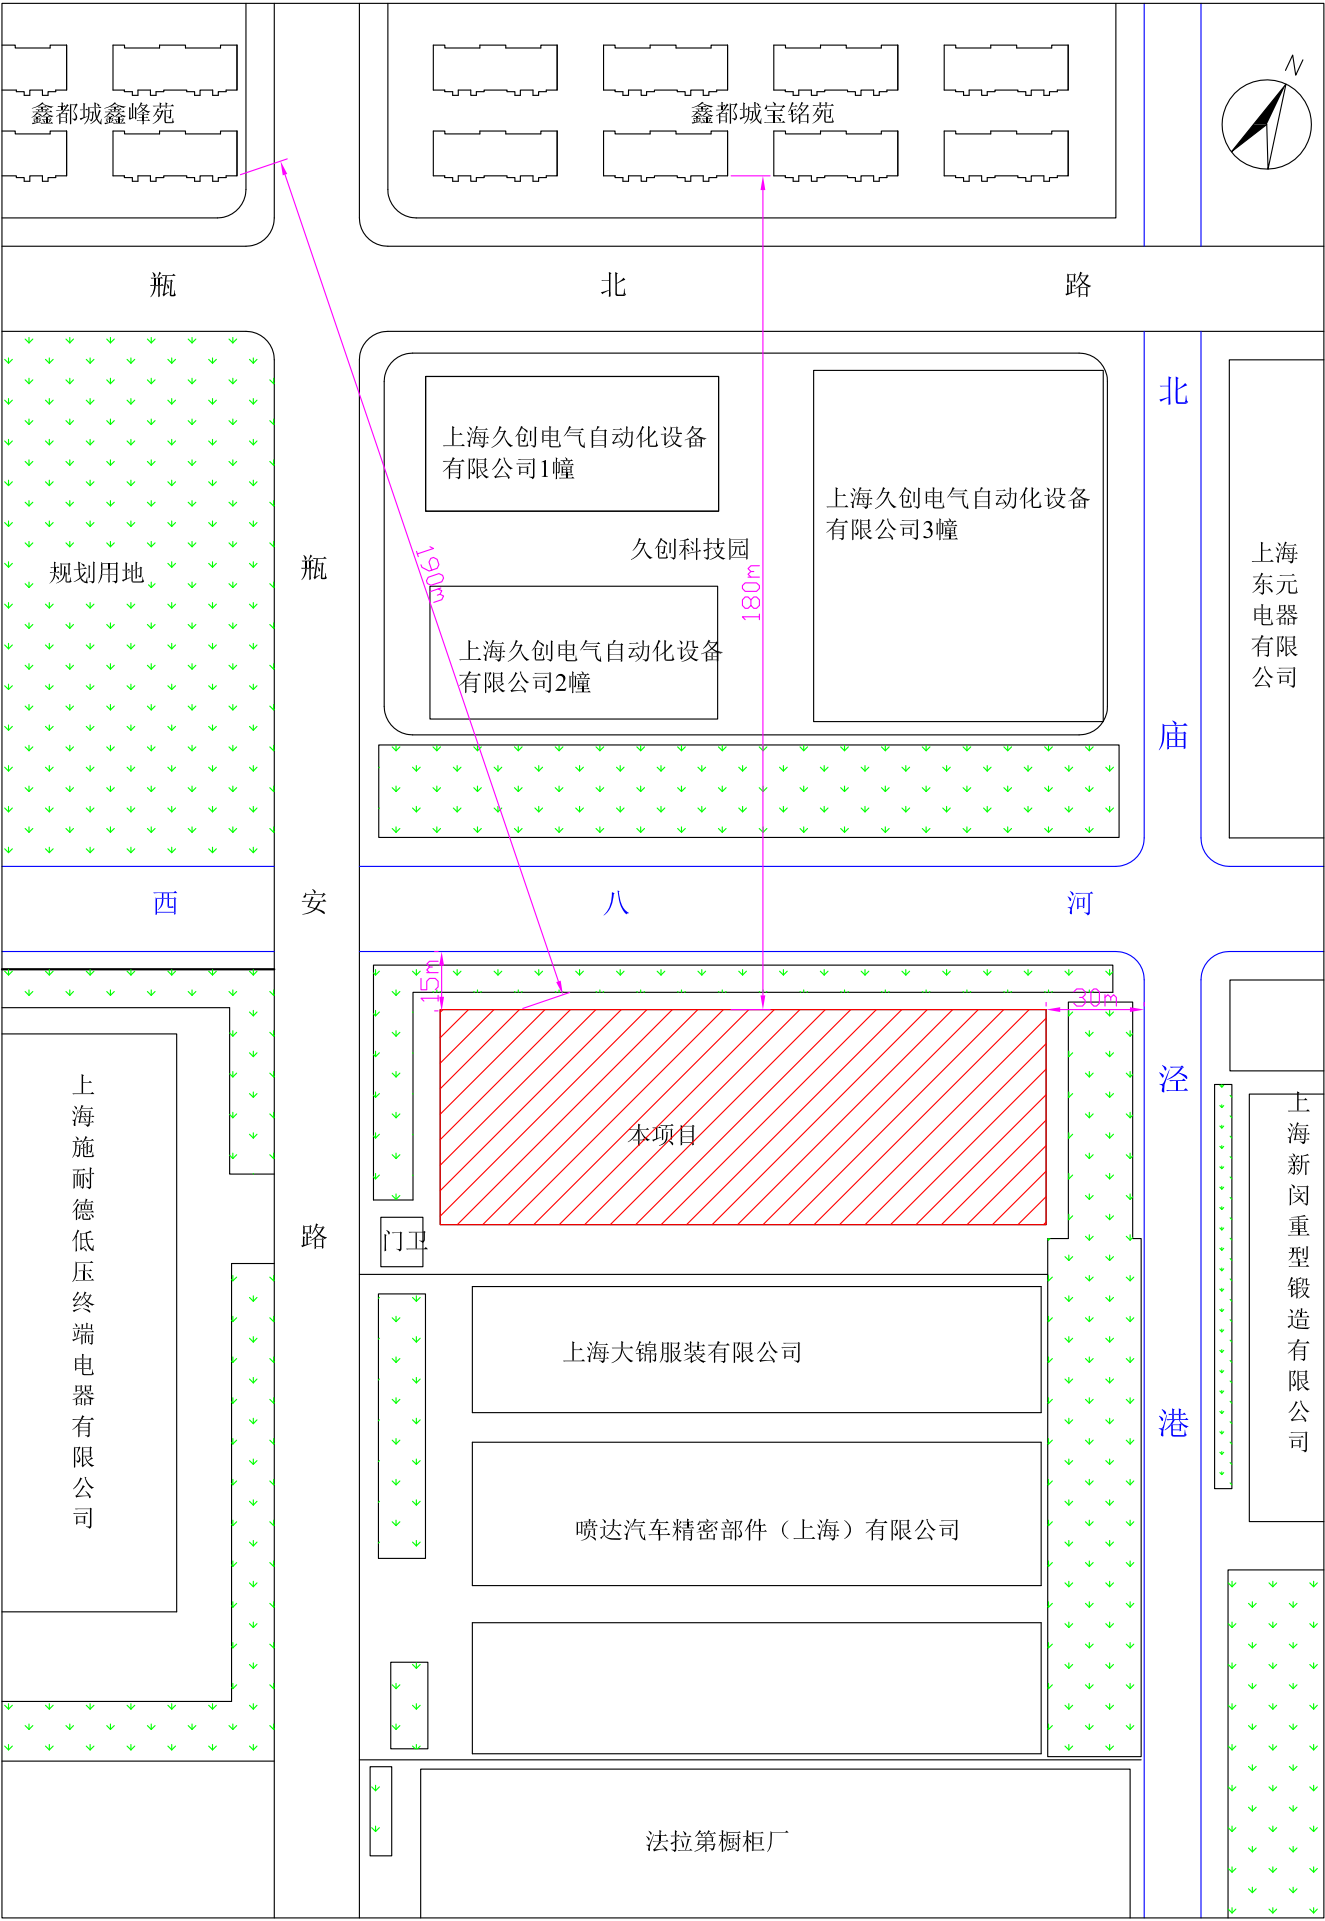 N
鑫都城鑫峰苑
鑫都城宝铭苑
瓶北路
上海久创电气自动化设备
有限公司1幢
上海久创电气自动化设备
有限公司3幢
久创科技园
上海久创电气自动化设备
有限公司2幢
190m
180m
规划用地
瓶安路
上海
东元
电器
有限
公司
西八河
北庙泾港
15m
30m
本项目
门卫
上海施耐德低压终端电器有限公司
上海新闵重型锻造有限公司
上海大锦服装有限公司
喷达汽车精密部件（上海）有限公司
法拉第橱柜厂